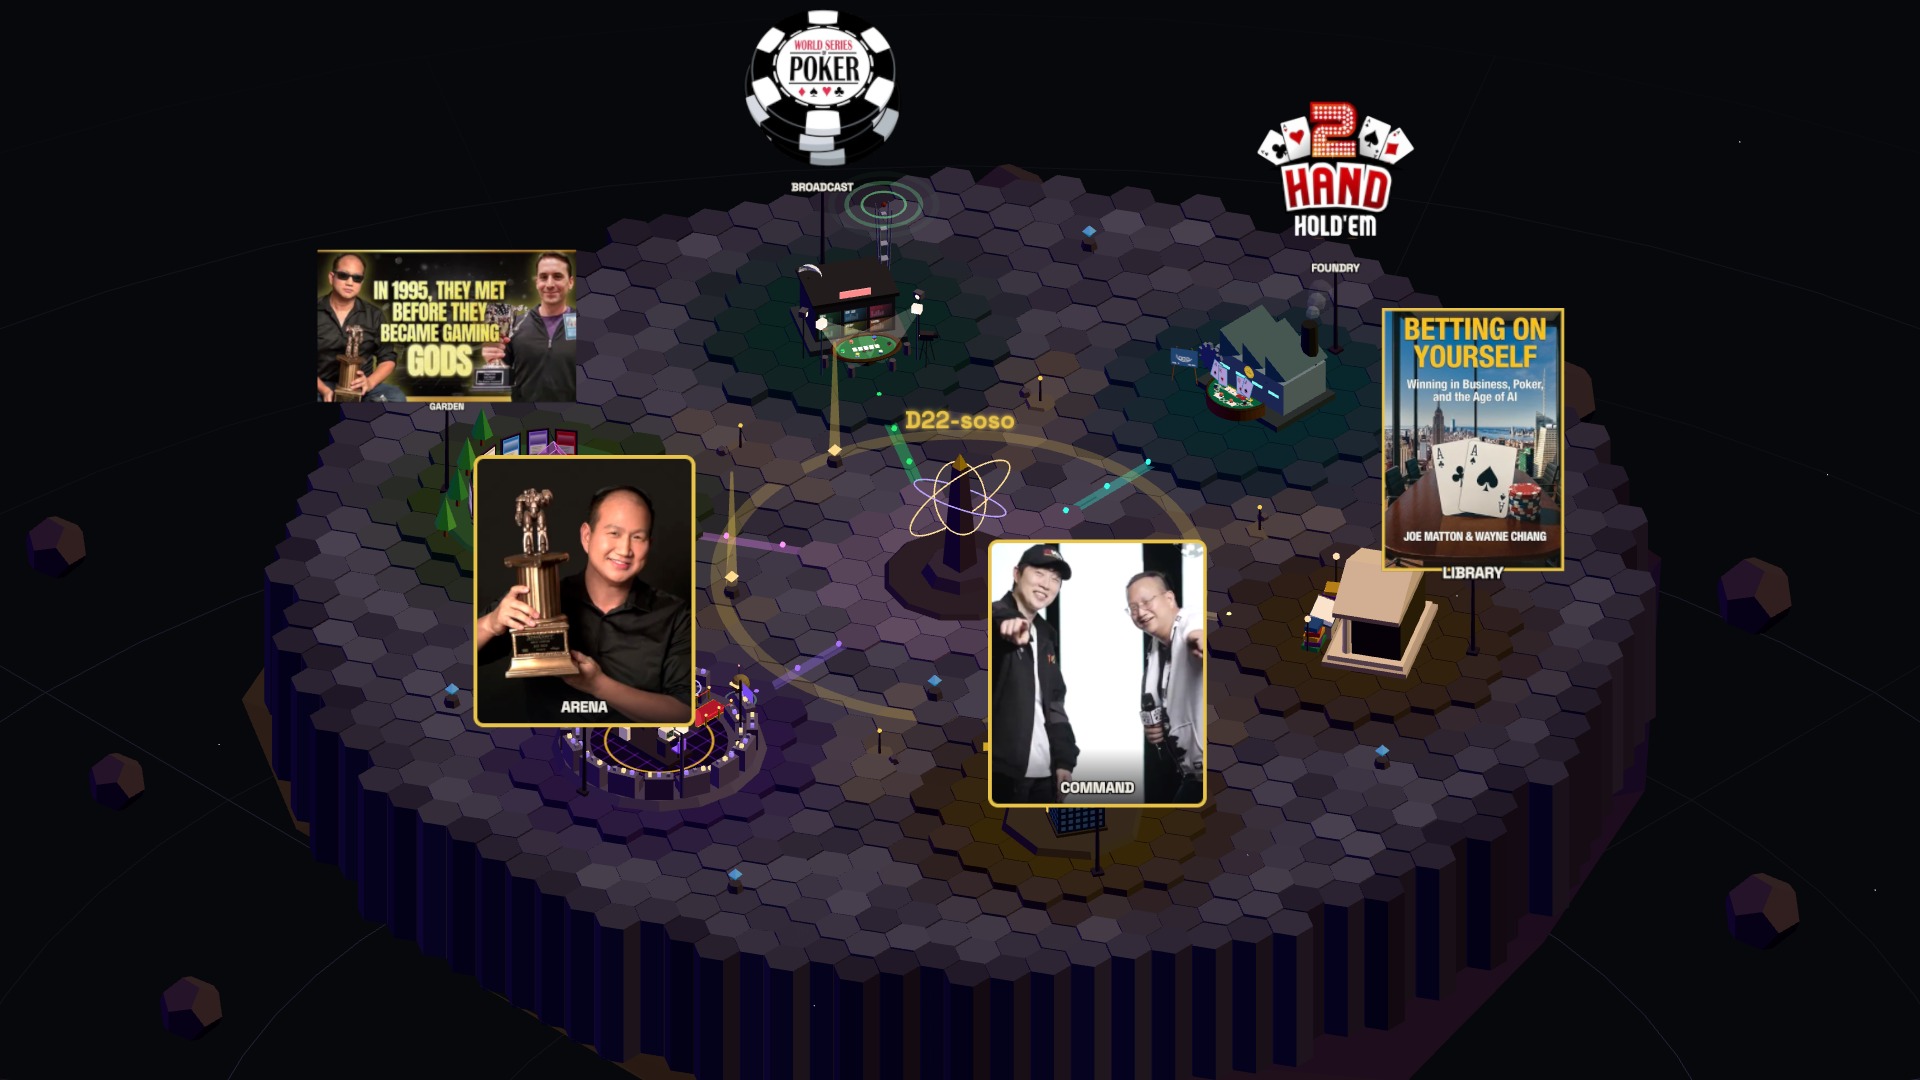 WORLD SERIES
OF
POKER
BROADCAST
2
HAND
HOLD'EM
FOUNDRY
IN 1995, THEY MET
BEFORE THEY
BECAME GAMING
GODS
GARDEN
BETTING ON
YOURSELF
Winning in Business, Poker,
and the Age of AI
A
A
A
JOE MATTON & WAYNE CHIANG
LIBRARY
D22-soso
ARENA
COMMAND